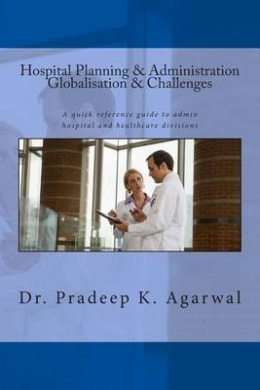 Hospital Planning & Administration
Globalisation & Challenges
A quick reference guide to admin
hospital and healthcare divisions
Dr. Pradeep K. Agarwal